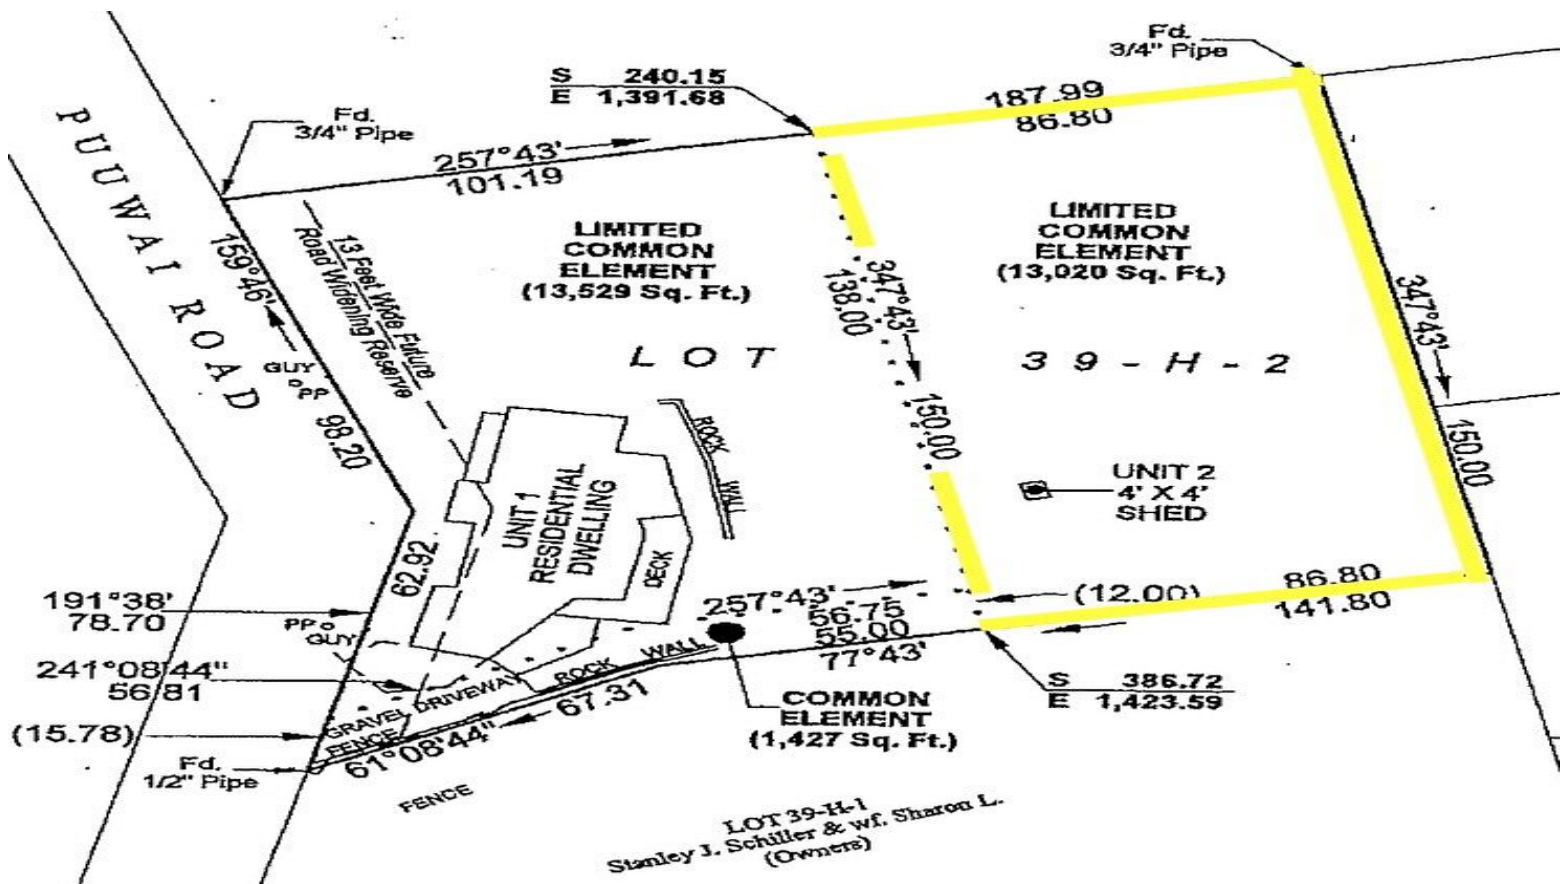 Fd.
3/4" Pipe
S 240.15
E 1,391.68
187.99
86.80
Fd.
3/4" Pipe
257°43'
101.19
PUUWAI ROAD
159°46'
98.20
13 Feet Wide Future
Road Widening Reserve
LIMITED
COMMON
ELEMENT
(13,529 Sq. Ft.)
LIMITED
COMMON
ELEMENT
(13,020 Sq. Ft.)
347°43'
138.00
150.00
347°43'
150.00
LOT 39-H-2
GUY
PP
ROCK WALL
UNIT 1
RESIDENTIAL
DWELLING
DECK
UNIT 2
4' X 4'
SHED
62.92
191°38'
78.70
PP
GUY
257°43'
56.75
55.00
77°43'
(12.00)
86.80
141.80
241°08'44"
56.81
(15.78)
GRAVEL DRIVEWAY
FENCE
ROCK WALL
67.31
61°08'44"
S 386.72
E 1,423.59
COMMON
ELEMENT
(1,427 Sq. Ft.)
Fd.
1/2" Pipe
FENCE
LOT 39-H-1
Stanley J. Schiller & wf. Sharon L.
(Owners)